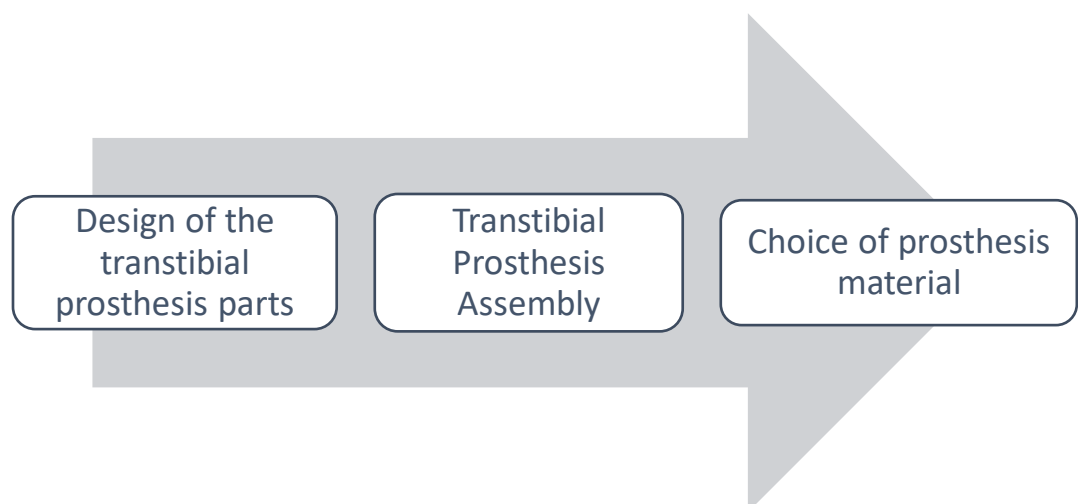 Design of the
transtibial
prosthesis parts
Transtibial
Prosthesis
Assembly
Choice of prosthesis
material